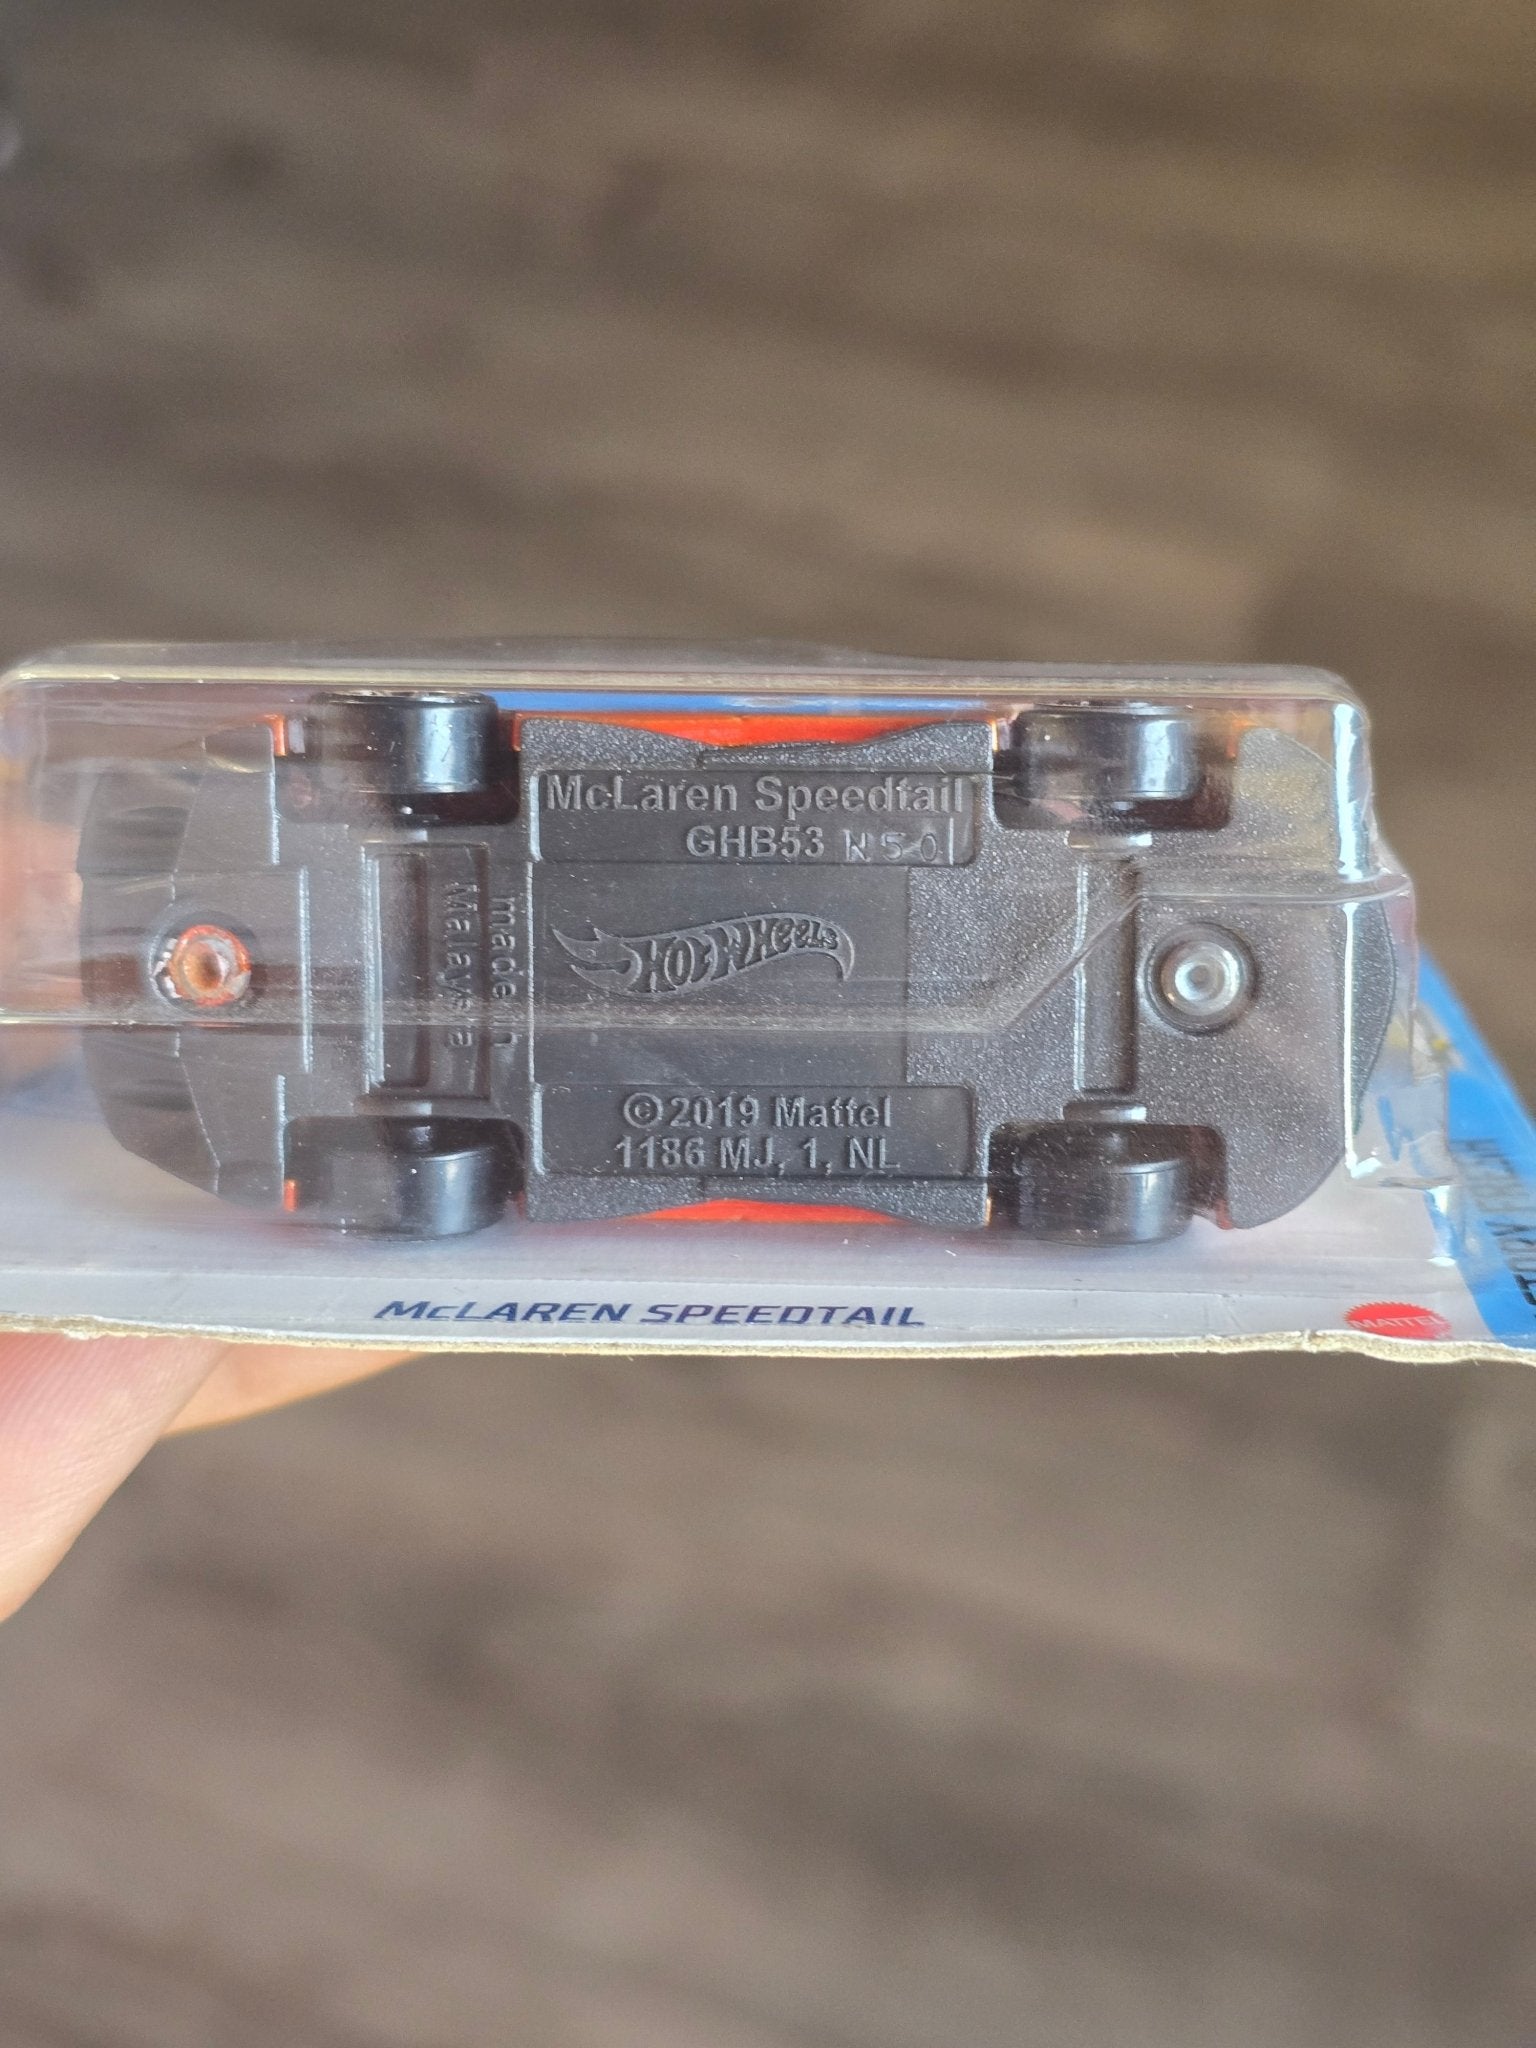 McLaren Speedtail
GHB53 N50
made in
Malaysia
HOT WHEELS
©2019 Mattel
1186 MJ, 1, NL
McLAREN SPEEDTAIL
MATTEL